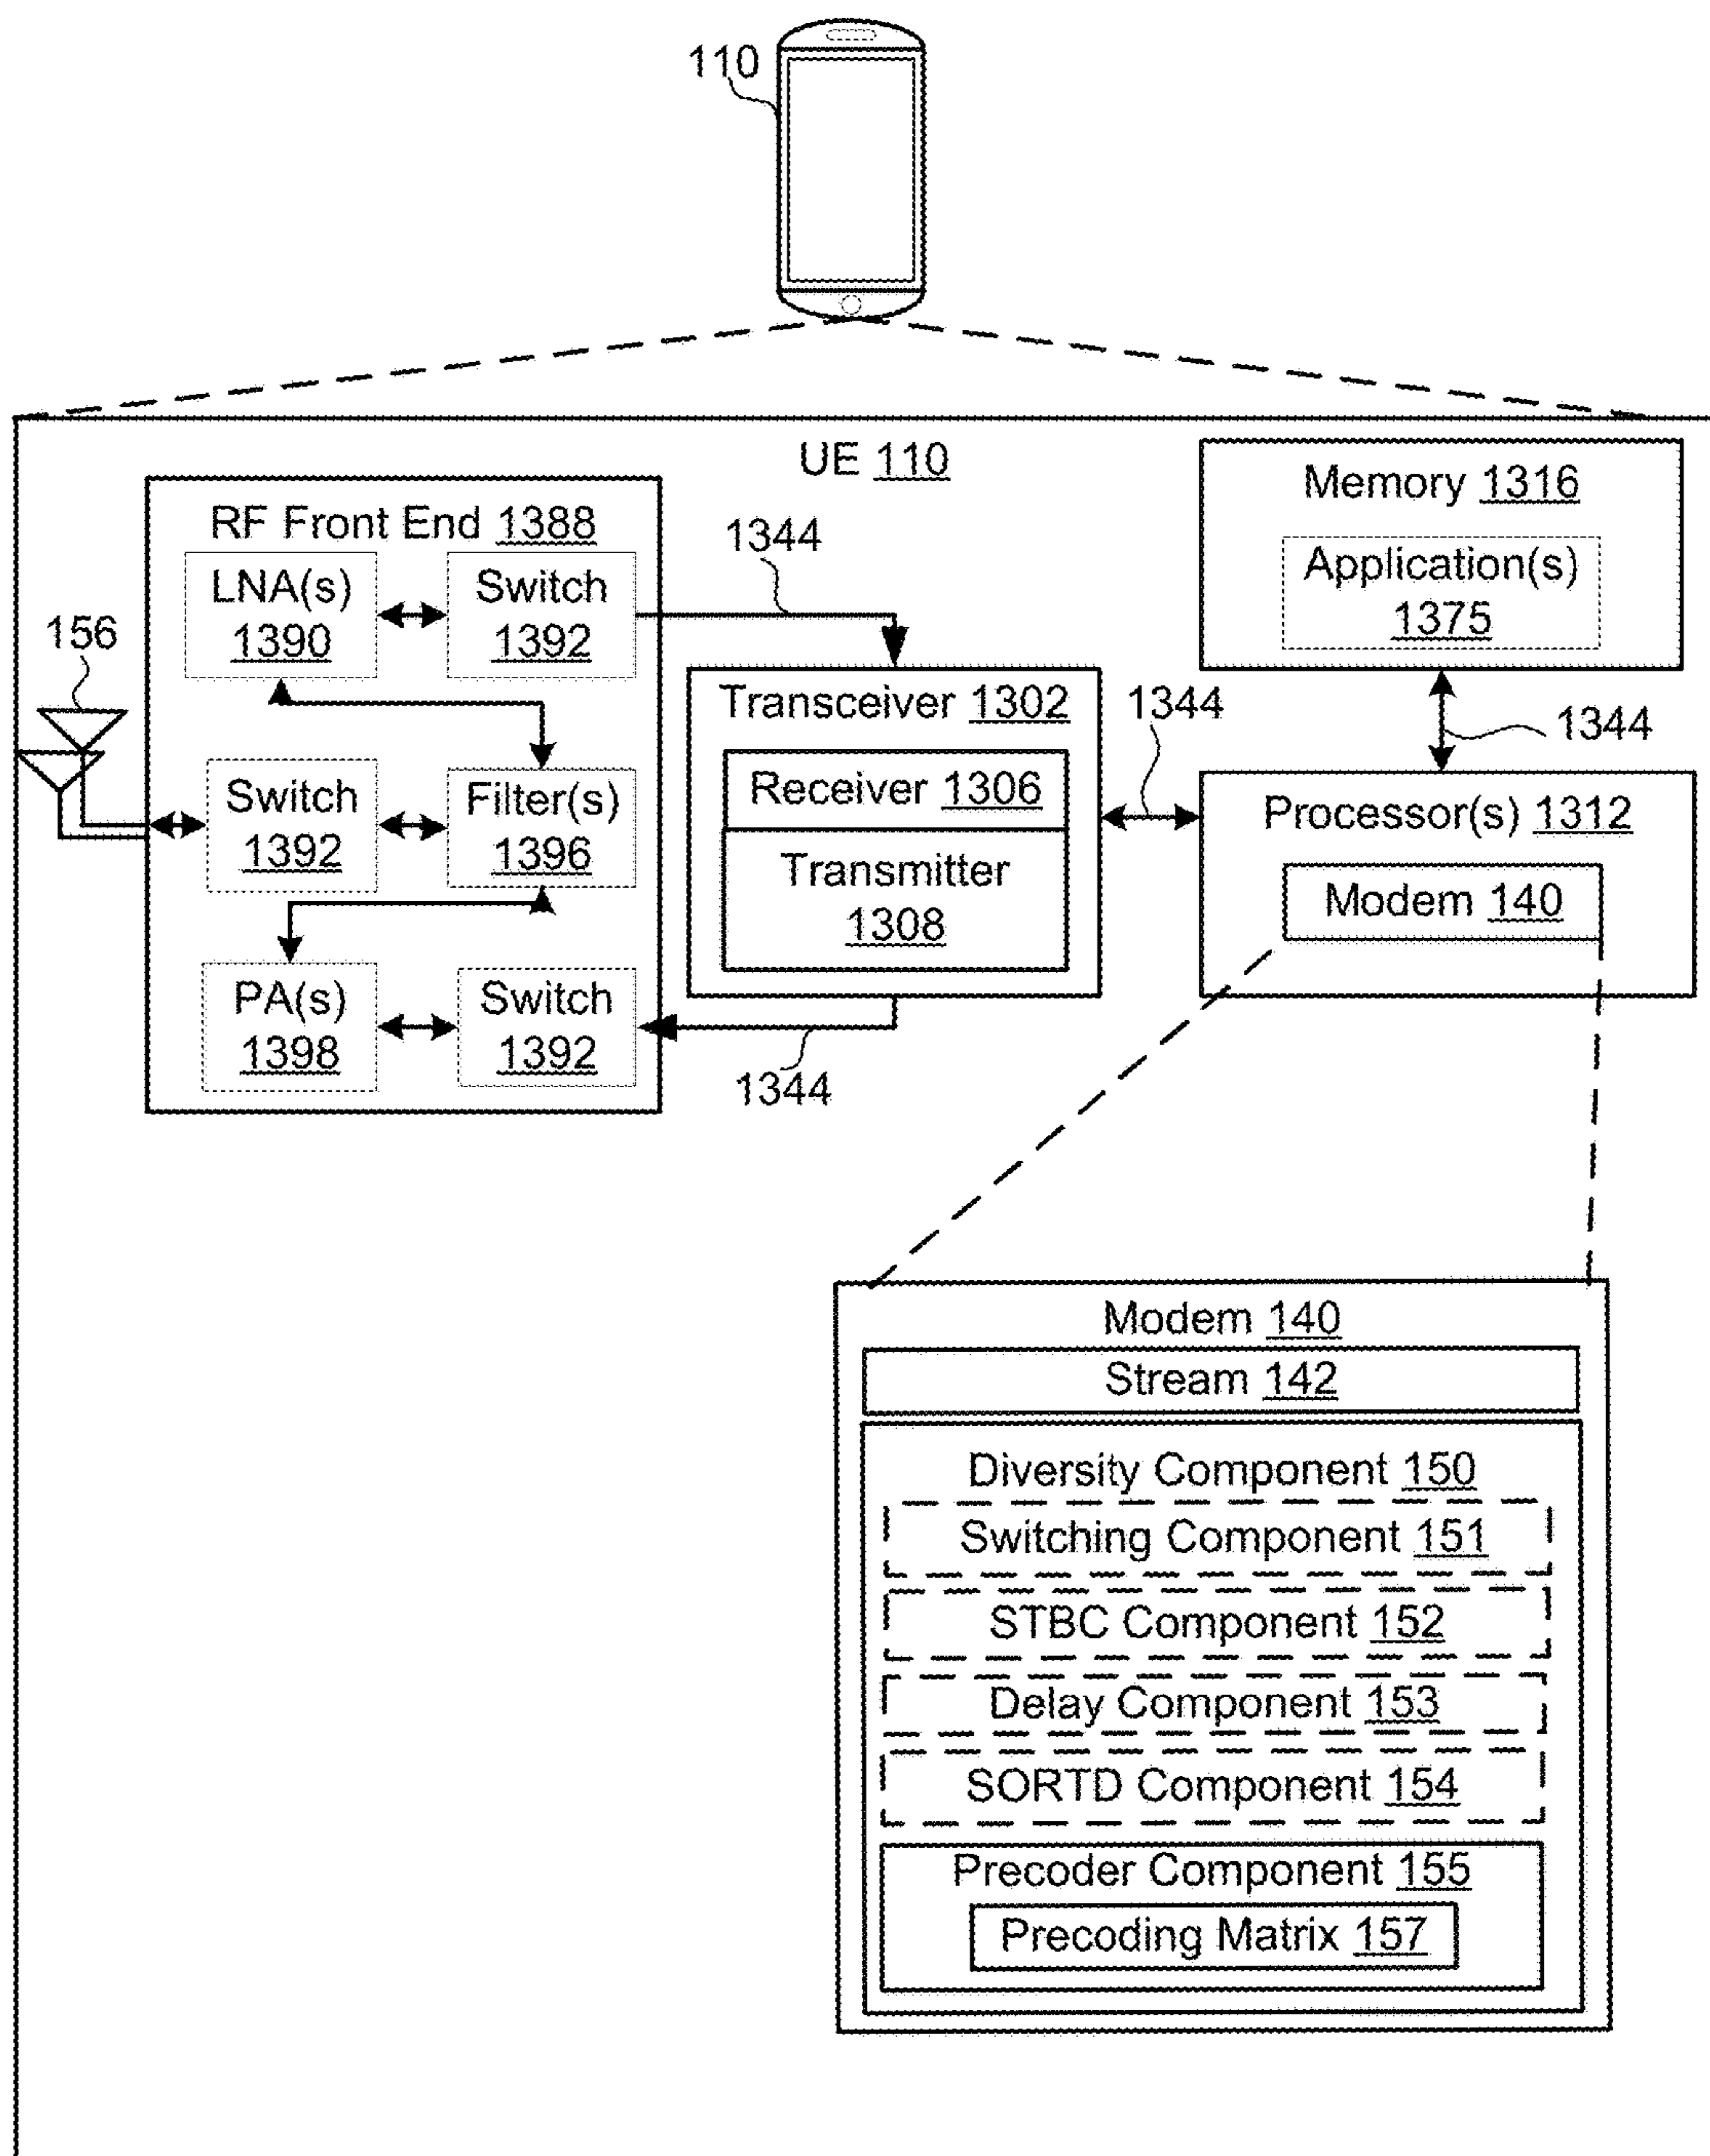 110
UE 110
RF Front End 1388
LNA(s)
1390
Switch
1392
1344
Memory 1316
Application(s)
1375
156
Switch
1392
Filter(s)
1396
Transceiver 1302
Receiver 1306
Transmitter
1308
1344
1344
Processor(s) 1312
Modem 140
PA(s)
1398
Switch
1392
1344
Modem 140
Stream 142
Diversity Component 150
Switching Component 151
STBC Component 152
Delay Component 153
SORTD Component 154
Precoder Component 155
Precoding Matrix 157